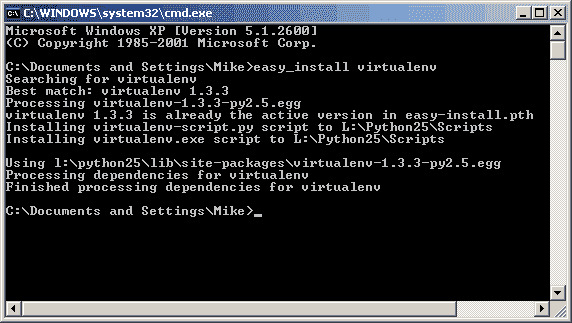 C:\WINDOWS\system32\cmd.exe
Microsoft Windows XP [Version 5.1.2600]
(C) Copyright 1985-2001 Microsoft Corp.
C:\Documents and Settings\Mike>easy_install virtualenv
Searching for virtualenv
Best match: virtualenv 1.3.3
Processing virtualenv-1.3.3-py2.5.egg
virtualenv 1.3.3 is already the active version in easy-install.pth
Installing virtualenv-script.py script to L:\Python25\Scripts
Installing virtualenv.exe script to L:\Python25\Scripts
Using l:\python25\lib\site-packages\virtualenv-1.3.3-py2.5.egg
Processing dependencies for virtualenv
Finished processing dependencies for virtualenv
C:\Documents and Settings\Mike>_